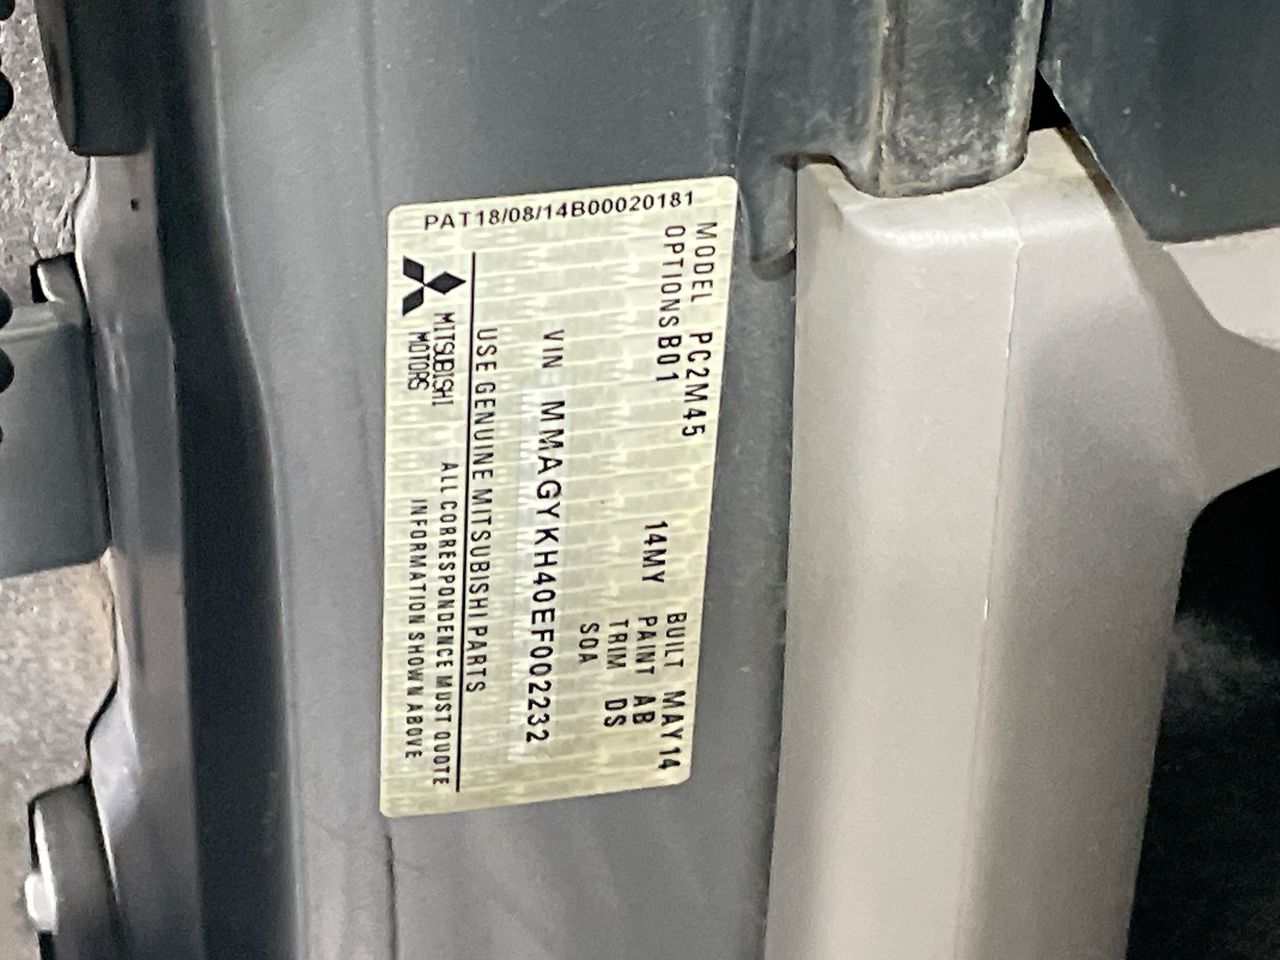 PAT18/08/14B00020181
MODEL PC2M45
OPTIONS B01
BUILT MAY14
14MY PAINT AB
TRIM DS
SOA
VIN MMAGYKH40EF002232
USE GENUINE MITSUBISHI PARTS
MITSUBISHI
MOTORS
ALL CORRESPONDENCE MUST QUOTE
INFORMATION SHOWN ABOVE